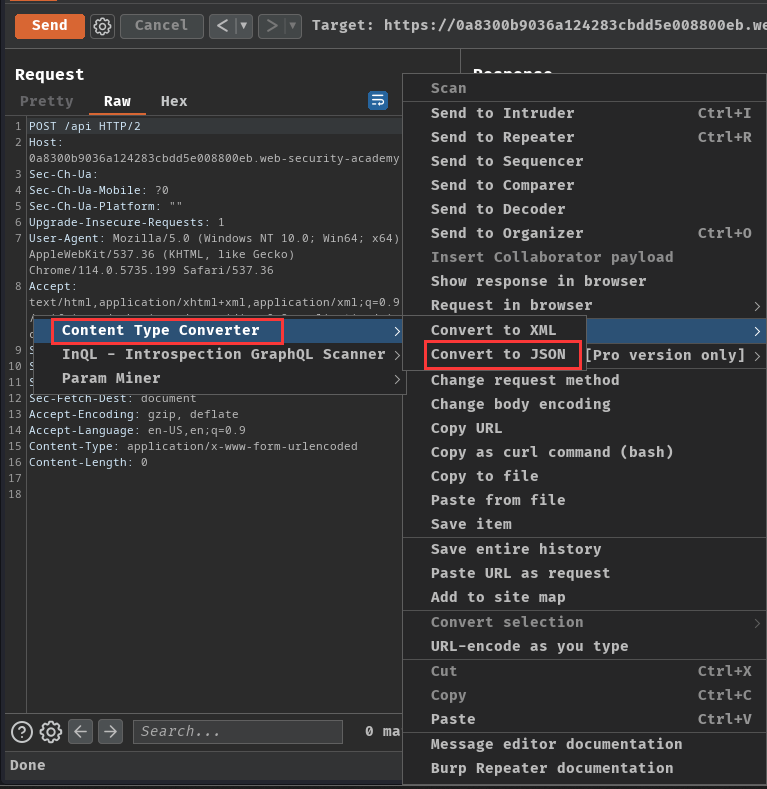 Send
Cancel
< ▼
> ▼
Target: https://0a8300b9036a124283cbdd5e008800eb.we
Request
Pretty
Raw
Hex
1 POST /api HTTP/2
2 Host:
0a8300b9036a124283cbdd5e008800eb.web-security-academy
3 Sec-Ch-Ua:
4 Sec-Ch-Ua-Mobile: ?0
5 Sec-Ch-Ua-Platform: ""
6 Upgrade-Insecure-Requests: 1
7 User-Agent: Mozilla/5.0 (Windows NT 10.0; Win64; x64)
AppleWebKit/537.36 (KHTML, like Gecko)
Chrome/114.0.5735.199 Safari/537.36
8 Accept:
text/html,application/xhtml+xml,application/xml;q=0.9
9 S
10 S
11 S
12 Sec-Fetch-Dest: document
13 Accept-Encoding: gzip, deflate
14 Accept-Language: en-US,en;q=0.9
15 Content-Type: application/x-www-form-urlencoded
16 Content-Length: 0
17
18
Content Type Converter >
InQL - Introspection GraphQL Scanner >
Param Miner >
Convert to XML
Convert to JSON
Scan
Send to Intruder Ctrl+I
Send to Repeater Ctrl+R
Send to Sequencer
Send to Comparer
Send to Decoder
Send to Organizer Ctrl+O
Insert Collaborator payload
Show response in browser
Request in browser >
>
[Pro version only] >
Change request method
Change body encoding
Copy URL
Copy as curl command (bash)
Copy to file
Paste from file
Save item
Save entire history
Paste URL as request
Add to site map
Convert selection >
URL-encode as you type
Cut Ctrl+X
Copy Ctrl+C
Paste Ctrl+V
Message editor documentation
Burp Repeater documentation
?
Search...
0 ma
Done